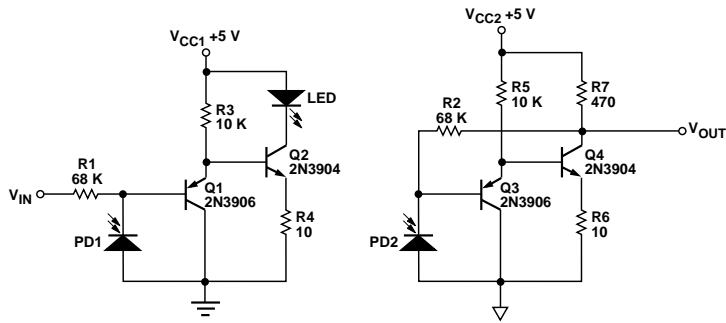 VCC1 +5 V
R3
10 K
LED
Q2
2N3904
R1
68 K
VIN
Q1
2N3906
R4
10
PD1
VCC2 +5 V
R5
10 K
R7
470
R2
68 K
VOUT
Q4
2N3904
Q3
2N3906
R6
10
PD2